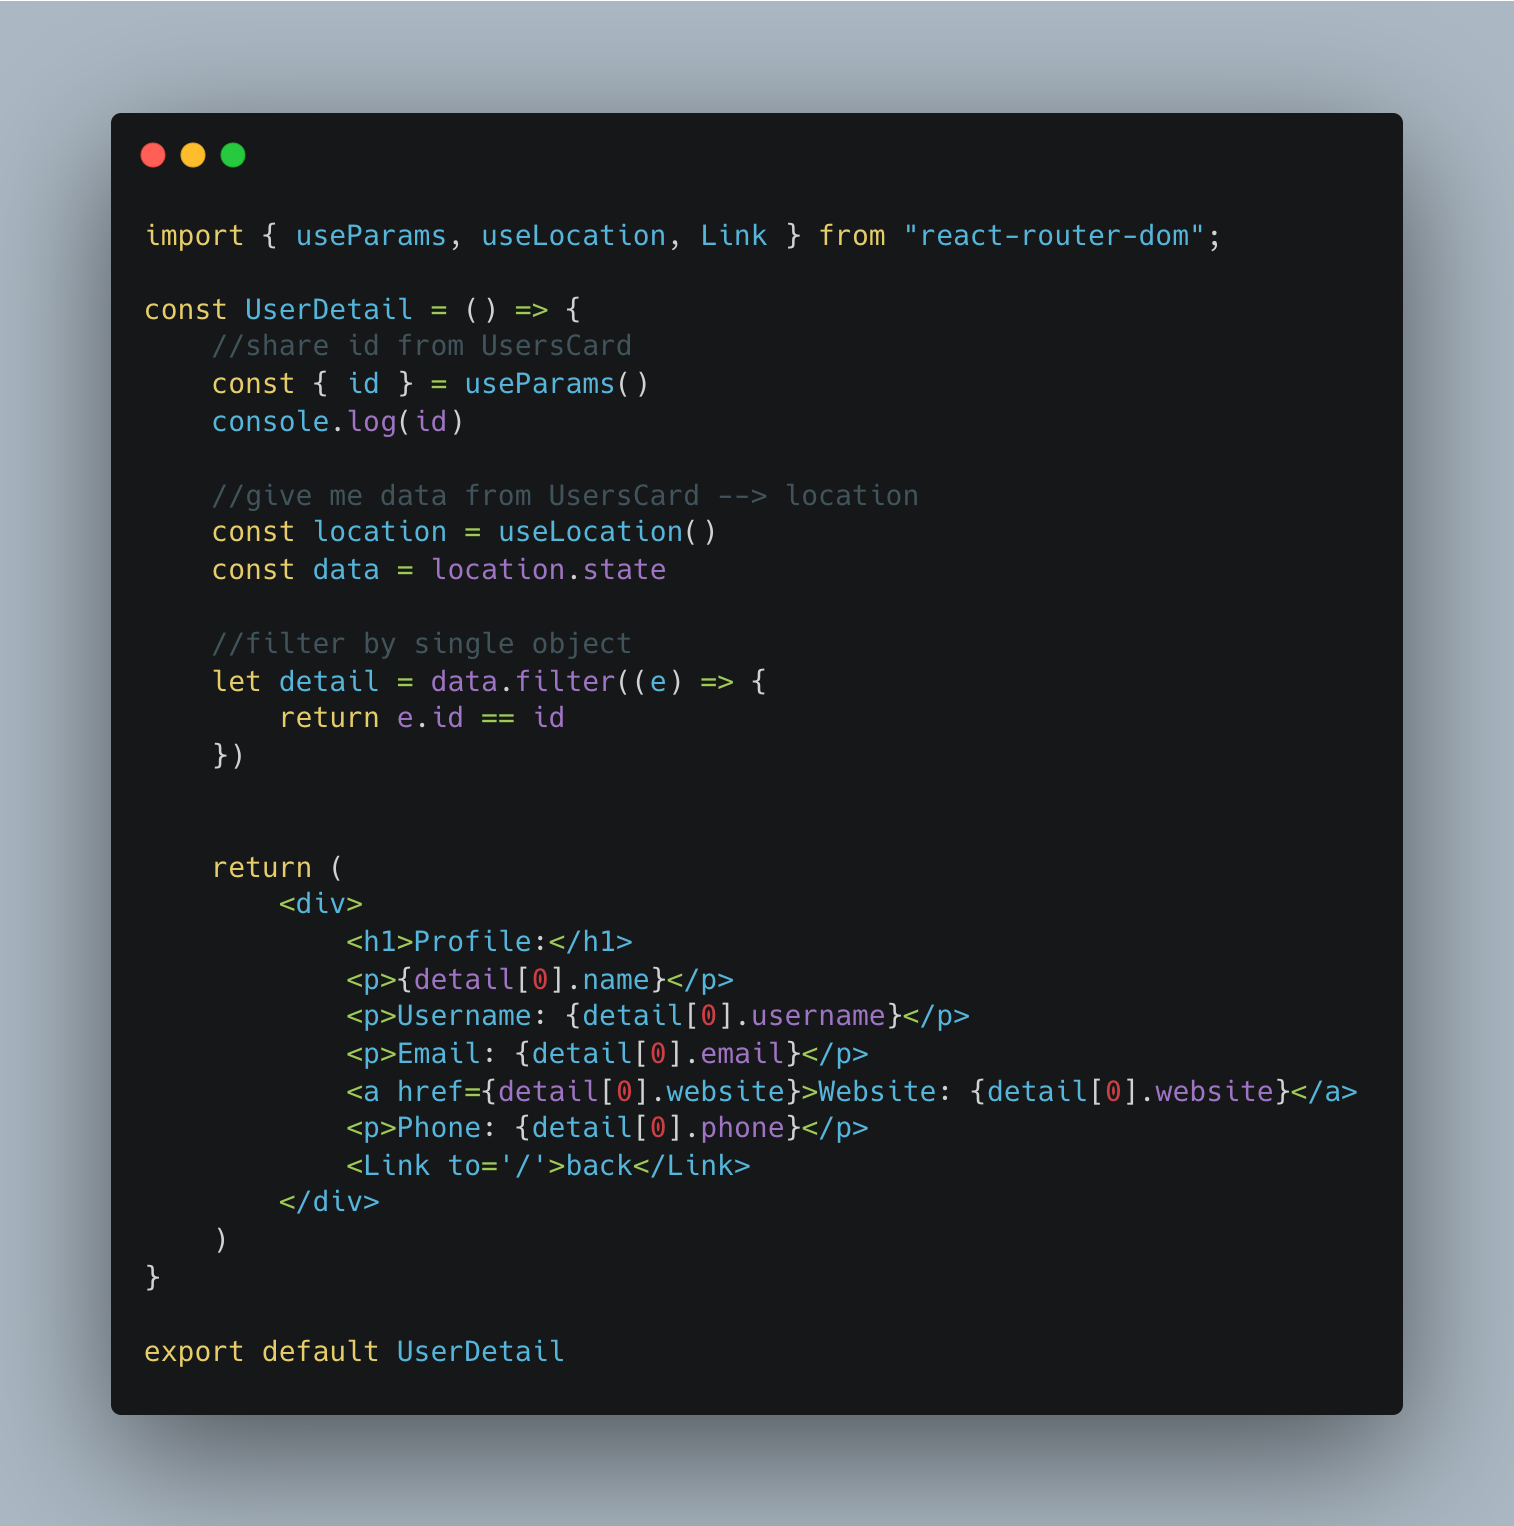 import { useParams, useLocation, Link } from "react-router-dom";

const UserDetail = () => {
    //share id from UsersCard
    const { id } = useParams()
    console.log(id)

    //give me data from UsersCard --> location
    const location = useLocation()
    const data = location.state

    //filter by single object
    let detail = data.filter((e) => {
        return e.id == id
    })


    return (
        <div>
            <h1>Profile:</h1>
            <p>{detail[0].name}</p>
            <p>Username: {detail[0].username}</p>
            <p>Email: {detail[0].email}</p>
            <a href={detail[0].website}>Website: {detail[0].website}</a>
            <p>Phone: {detail[0].phone}</p>
            <Link to='/'>back</Link>
        </div>
    )
}

export default UserDetail